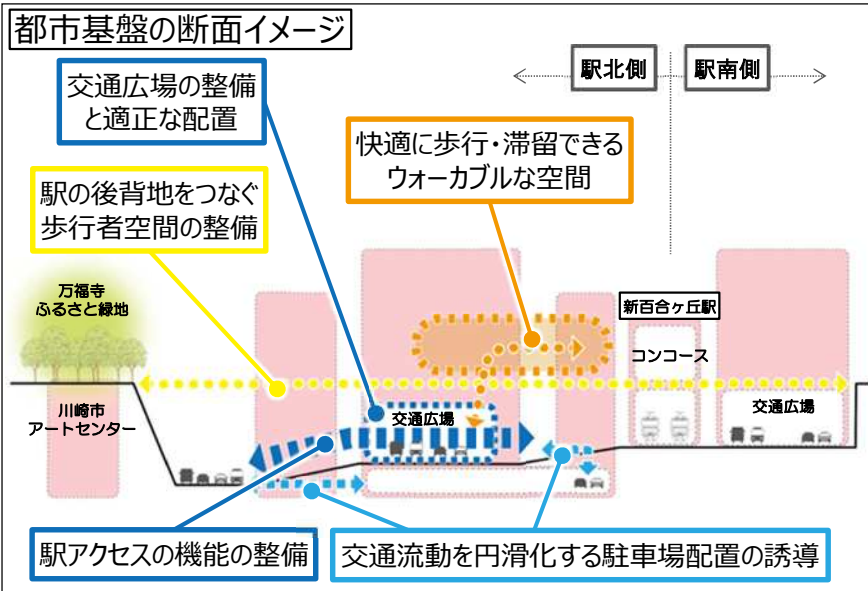 都市基盤の断面イメージ
駅北側
駅南側
交通広場の整備
と適正な配置
快適に歩行・滞留できる
ウォーカブルな空間
駅の後背地をつなぐ
歩行者空間の整備
万福寺
ふるさと緑地
新百合ヶ丘駅
コンコース
川崎市
アートセンター
交通広場
交通広場
駅アクセスの機能の整備
交通流動を円滑化する駐車場配置の誘導